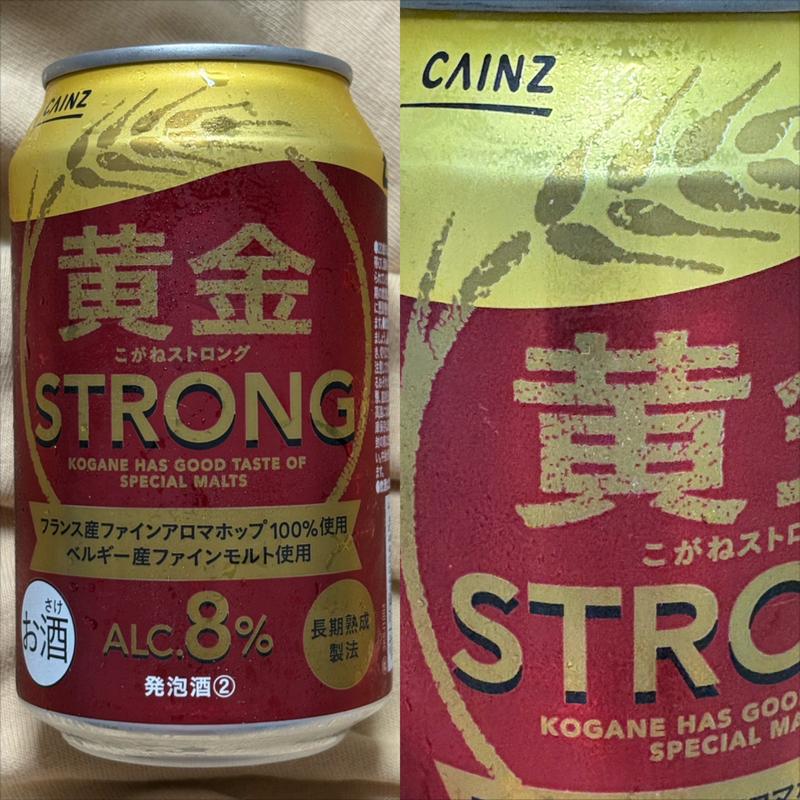 CAINZ
黄金
こがねストロング
STRONG
KOGANE HAS GOOD TASTE OF
SPECIAL MALTS
フランス産ファインアロマホップ100%使用
ベルギー産ファインモルト使用
さけ
お酒
ALC.8%
長期熟成
製法
発泡酒②
CAINZ
黄
こがねストロ
STRO
KOGANE HAS GOO
SPECIAL MA